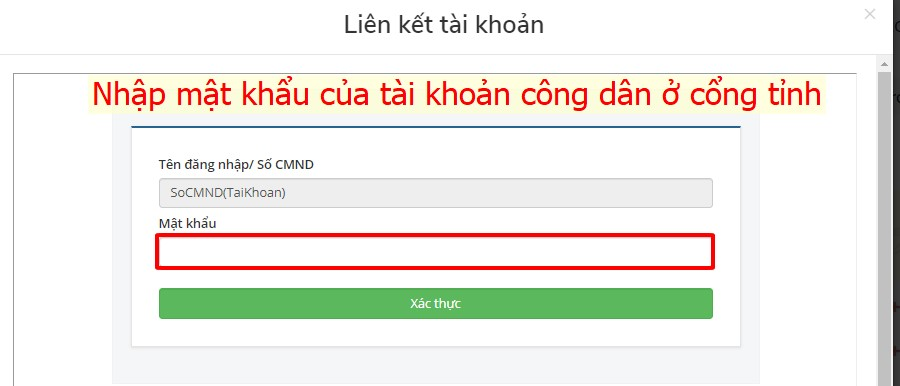 Liên kết tài khoản
×
Nhập mật khẩu của tài khoản công dân ở cổng tỉnh
Tên đăng nhập/ Số CMND
SoCMND(TaiKhoan)
Mật khẩu
Xác thực